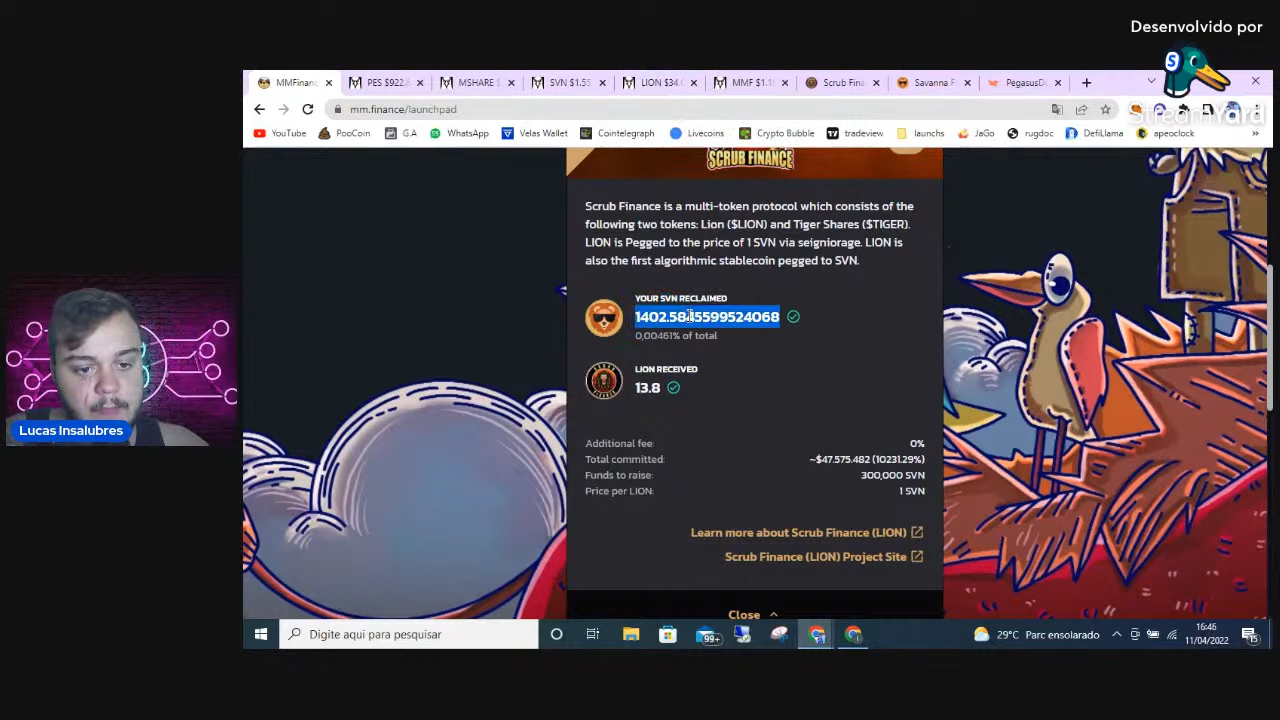 Desenvolvido por
S
StreamYard
MMFinanc
PES $922.
MSHARE $
SVN $1.55
LION $34.
MMF $1.1
Scrub Fina
Savanna F
PegasusD
mm.finance/launchpad
YouTube
PooCoin
G.A
WhatsApp
Velas Wallet
Cointelegraph
Livecoins
Crypto Bubble
tradeview
launchs
JaGo
rugdoc
DefiLlama
apeoclock
SCRUB FINANCE
Scrub Finance is a multi-token protocol which consists of the
following two tokens: Lion ($LION) and Tiger Shares ($TIGER).
LION is Pegged to the price of 1 SVN via seigniorage. LION is
also the first algorithmic stablecoin pegged to SVN.
YOUR SVN RECLAIMED
0,00461% of total
LION RECEIVED
13.8
Additional fee: 0%
Total committed: ~$47.575.482 (10231.29%)
Funds to raise: 300,000 SVN
Price per LION: 1 SVN
Learn more about Scrub Finance (LION)
Scrub Finance (LION) Project Site
Close
Lucas Insalubres
Digite aqui para pesquisar
99+
29°C Parc ensolarado
16:46
11/04/2022
15